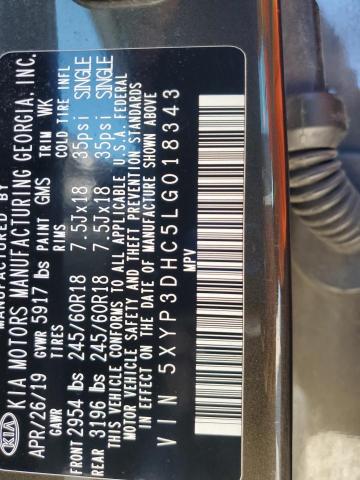 MANUFACTURED BY
KIA KIA MOTORS MANUFACTURING GEORGIA, INC.
APR/26/19 GVWR 5917 lbs PAINT GMS TRIM WK
GAWR TIRES RIMS COLD TIRE INFL
FRONT 2954 lbs 245/60R18 7.5Jx18 35psi SINGLE
REAR 3196 lbs 245/60R18 7.5Jx18 35psi SINGLE
THIS VEHICLE CONFORMS TO ALL APPLICABLE U.S.A. FEDERAL
MOTOR VEHICLE SAFETY AND THEFT PREVENTION STANDARDS
IN EFFECT ON THE DATE OF MANUFACTURE SHOWN ABOVE
VIN 5XYP3DHC5LG018343
MPV